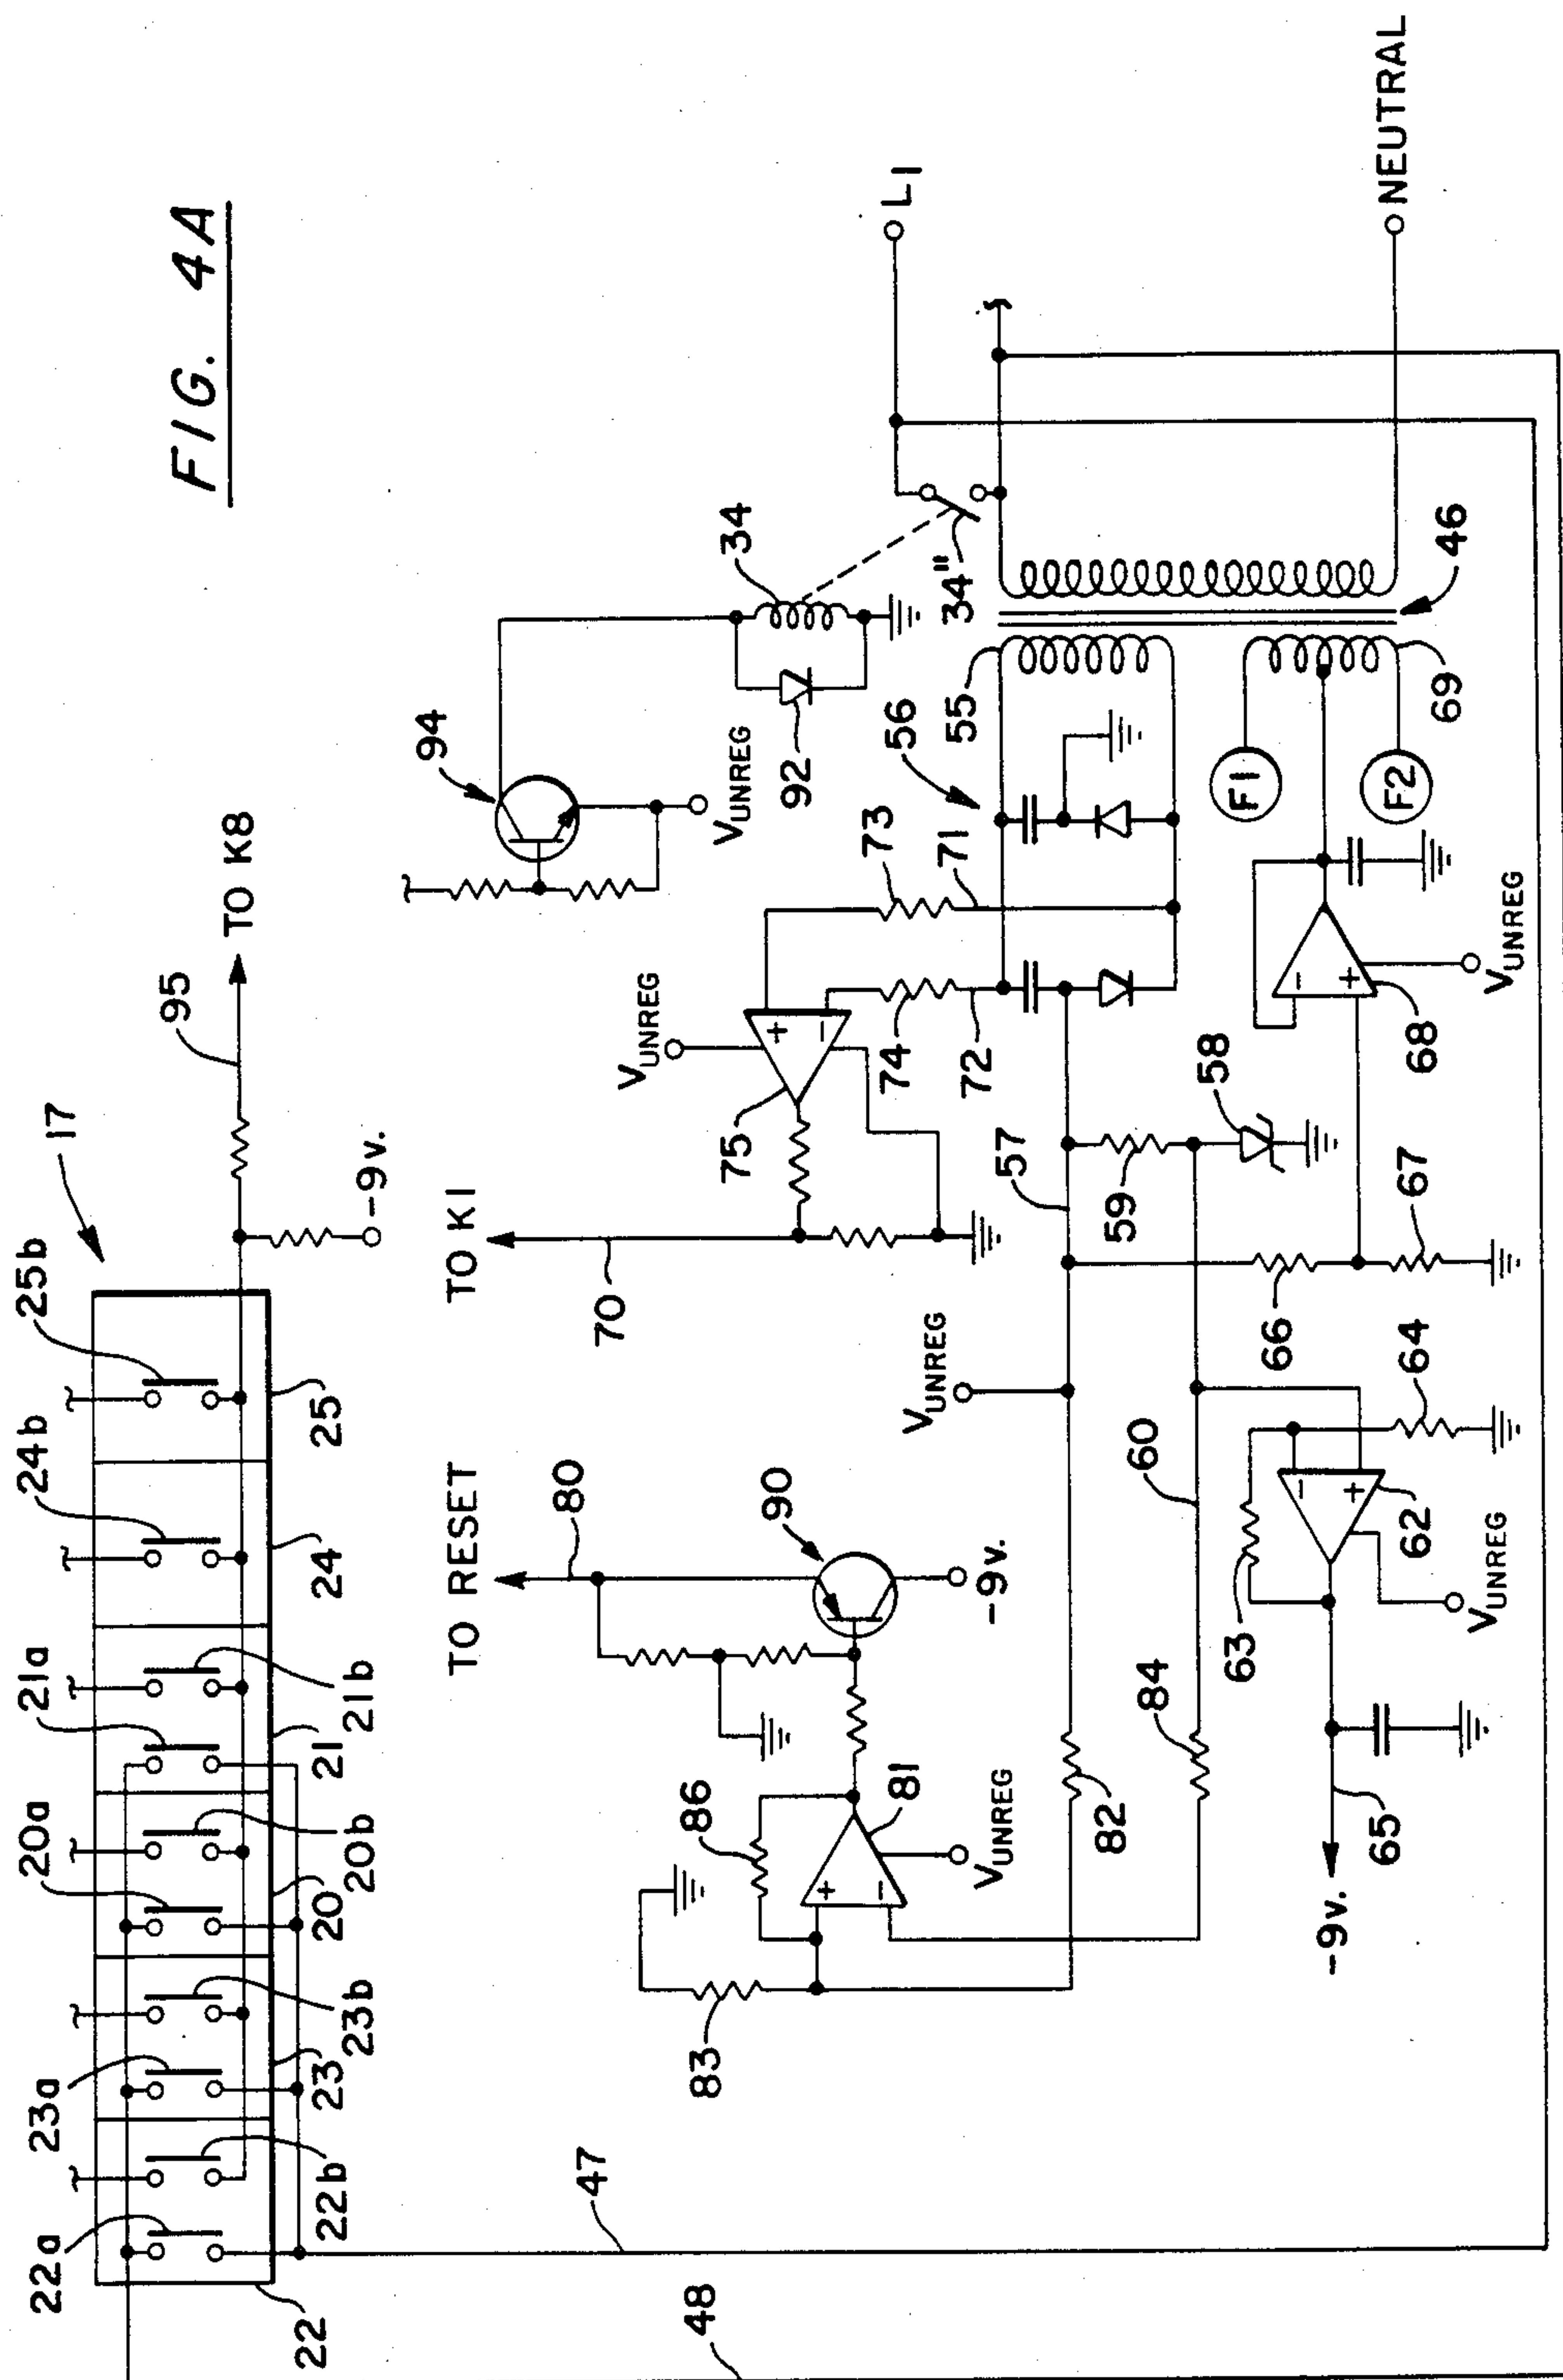 FIG. 4A
17
22a
23a
20a
21a
24b
25b
22
22b
23
23b
20
20b
21
21b
24
25
95
TO K8
-9v.
48
47
TO RESET
80
90
-9v.
83
86
81
VUNREG
82
84
TO K1
70
75
VUNREG
73
71
74
72
94
VUNREG
92
34
34"
L1
NEUTRAL
46
55
56
57
58
59
60
VUNREG
62
63
64
65
-9v.
VUNREG
66
67
68
VUNREG
69
F1
F2
+
-
+
-
+
-
+
-